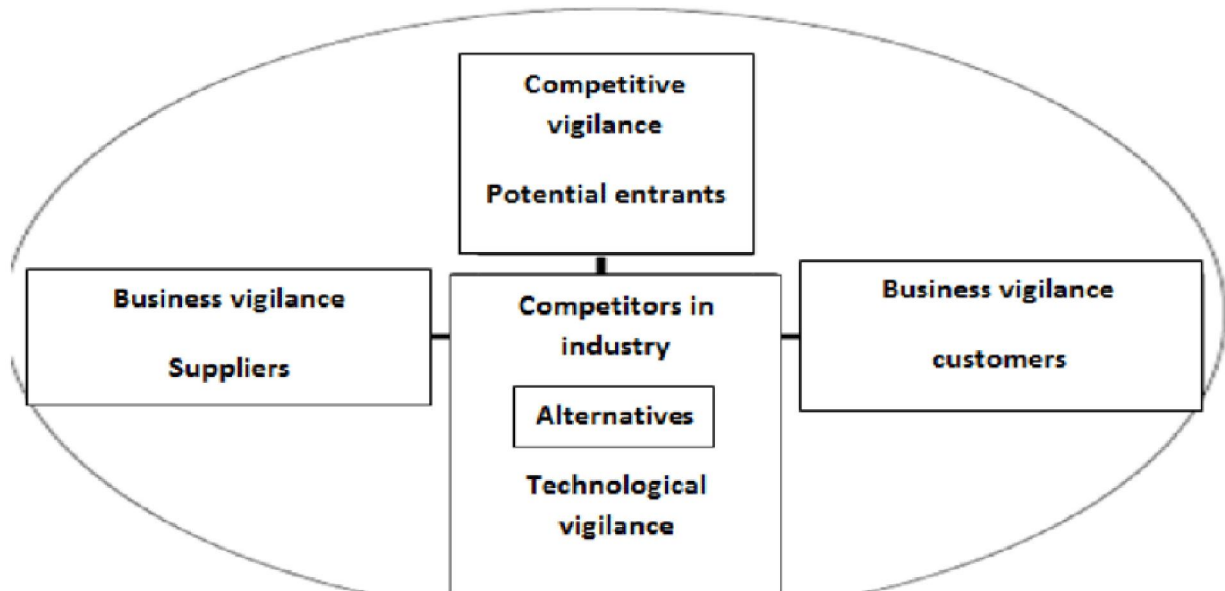 Competitive
vigilance
Potential entrants
Business vigilance
Suppliers
Competitors in
industry
Alternatives
Technological
vigilance
Business vigilance
customers